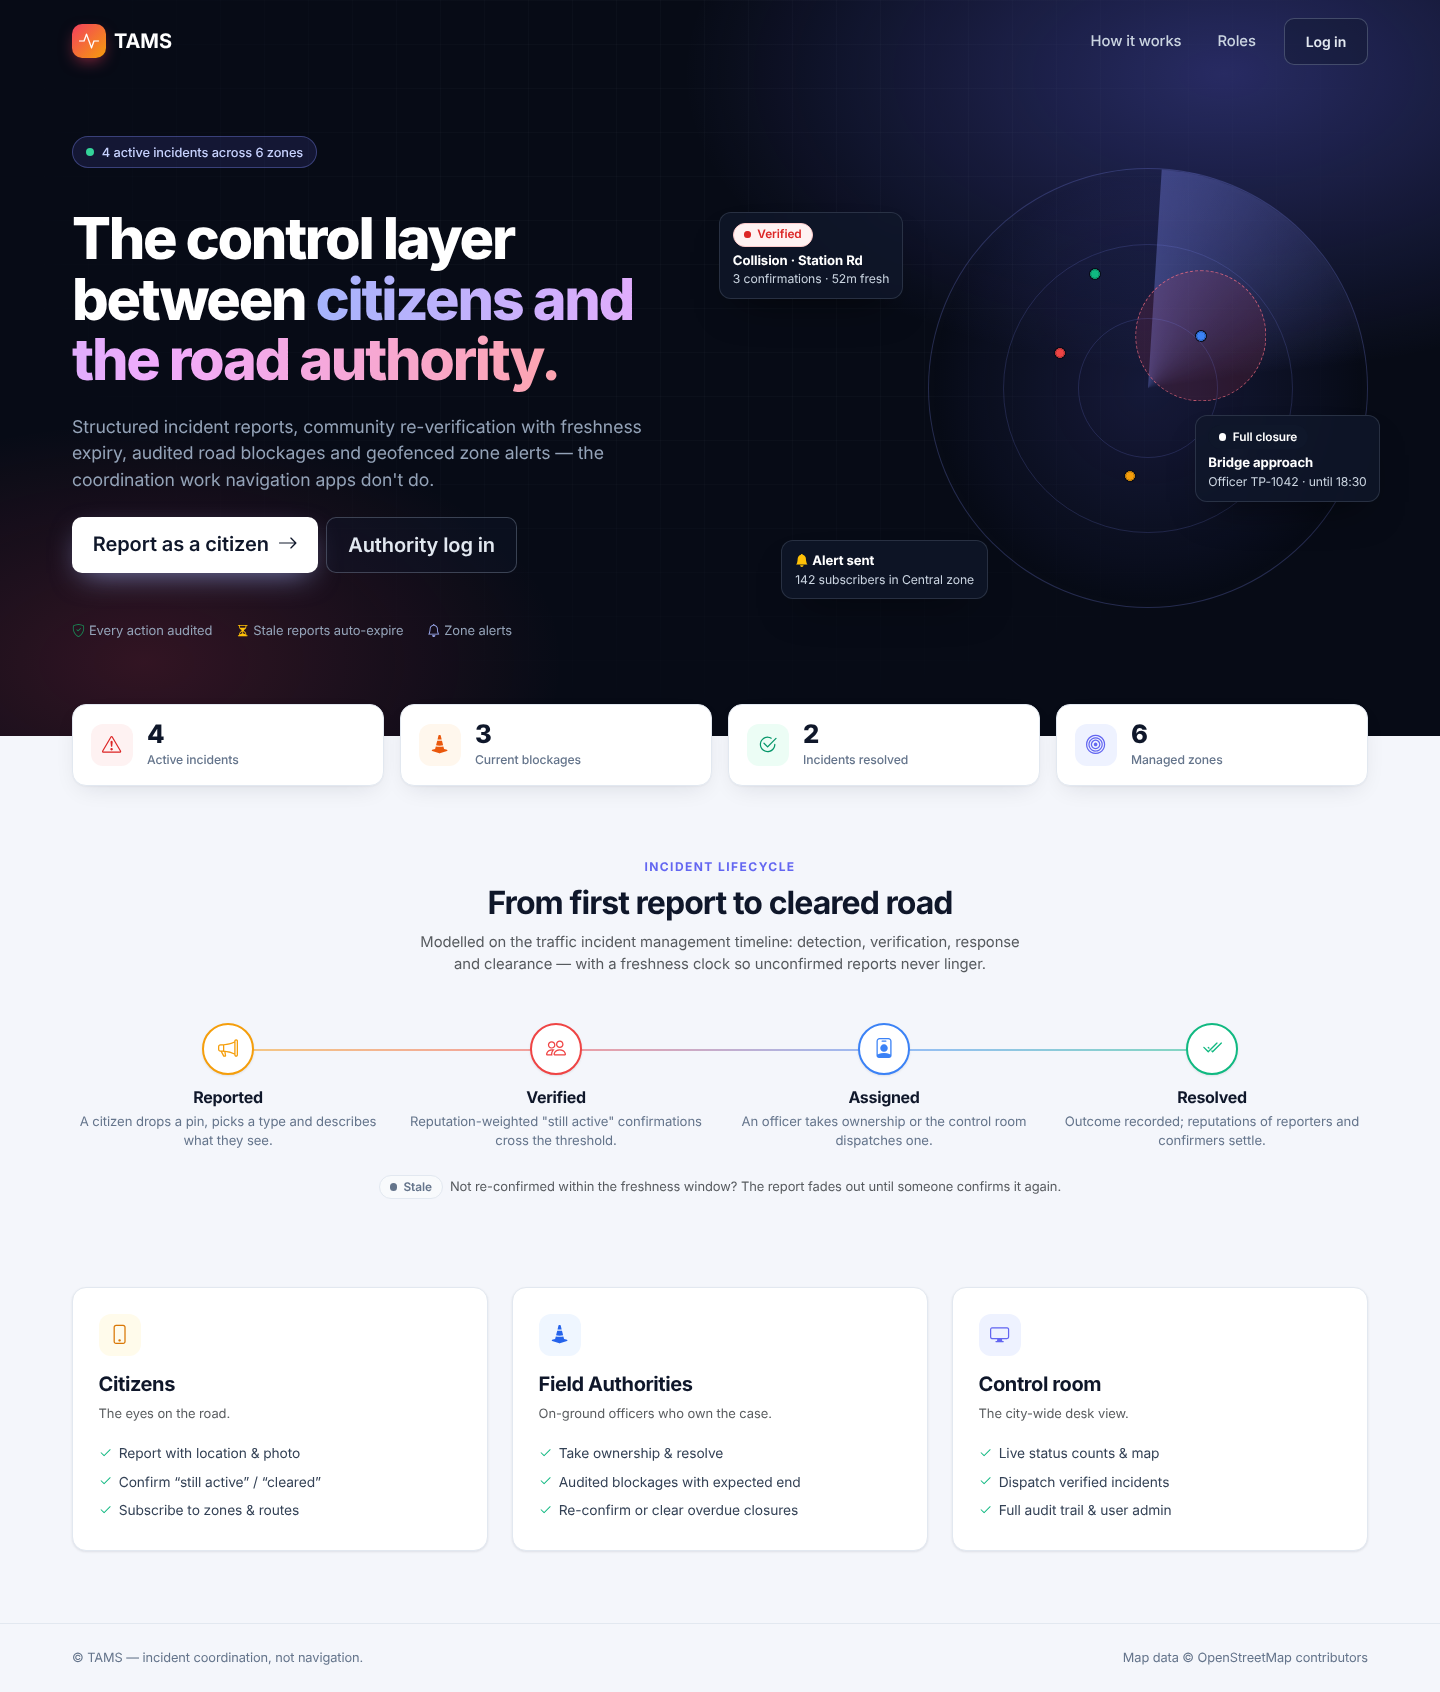 TAMS
How it works
Roles
Log in
4 active incidents across 6 zones
The control layer
between citizens and
the road authority.
Structured incident reports, community re-verification with freshness
expiry, audited road blockages and geofenced zone alerts — the
coordination work navigation apps don't do.
Report as a citizen →
Authority log in
Every action audited
Stale reports auto-expire
Zone alerts
Verified
Collision · Station Rd
3 confirmations · 52m fresh
Full closure
Bridge approach
Officer TP-1042 · until 18:30
Alert sent
142 subscribers in Central zone
4
Active incidents
3
Current blockages
2
Incidents resolved
6
Managed zones
INCIDENT LIFECYCLE
From first report to cleared road
Modelled on the traffic incident management timeline: detection, verification, response
and clearance — with a freshness clock so unconfirmed reports never linger.
Reported
A citizen drops a pin, picks a type and describes
what they see.
Verified
Reputation-weighted "still active" confirmations
cross the threshold.
Assigned
An officer takes ownership or the control room
dispatches one.
Resolved
Outcome recorded; reputations of reporters and
confirmers settle.
Stale
Not re-confirmed within the freshness window? The report fades out until someone confirms it again.
Citizens
The eyes on the road.
Report with location & photo
Confirm “still active” / “cleared”
Subscribe to zones & routes
Field Authorities
On-ground officers who own the case.
Take ownership & resolve
Audited blockages with expected end
Re-confirm or clear overdue closures
Control room
The city-wide desk view.
Live status counts & map
Dispatch verified incidents
Full audit trail & user admin
© TAMS — incident coordination, not navigation.
Map data © OpenStreetMap contributors